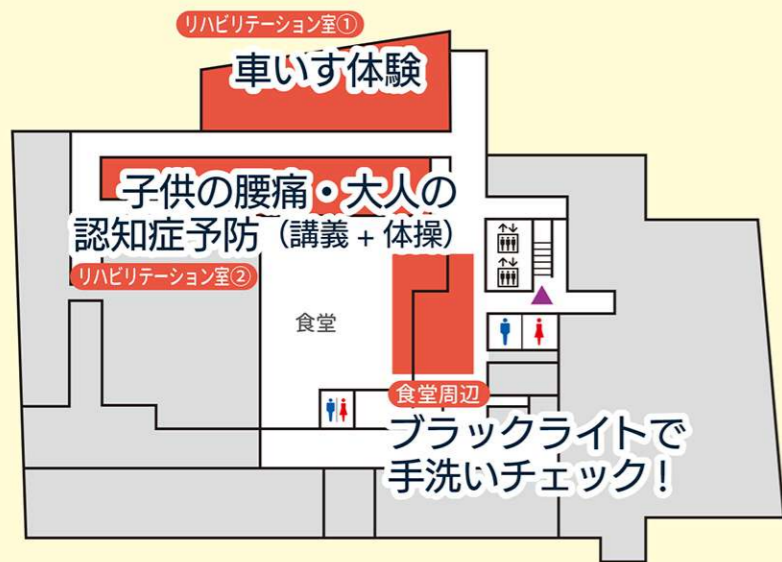 リハビリテーション室①
車いす体験
子供の腰痛・大人の
認知症予防（講義 + 体操）
リハビリテーション室②
食堂
食堂周辺
ブラックライトで
手洗いチェック！